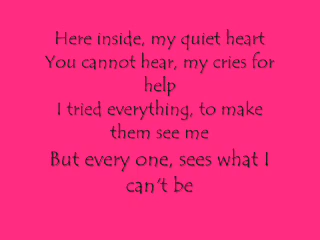 Here inside, my quiet heart
You cannot hear, my cries for
help
I tried everything, to make
them see me
But every one, sees what I
can't be